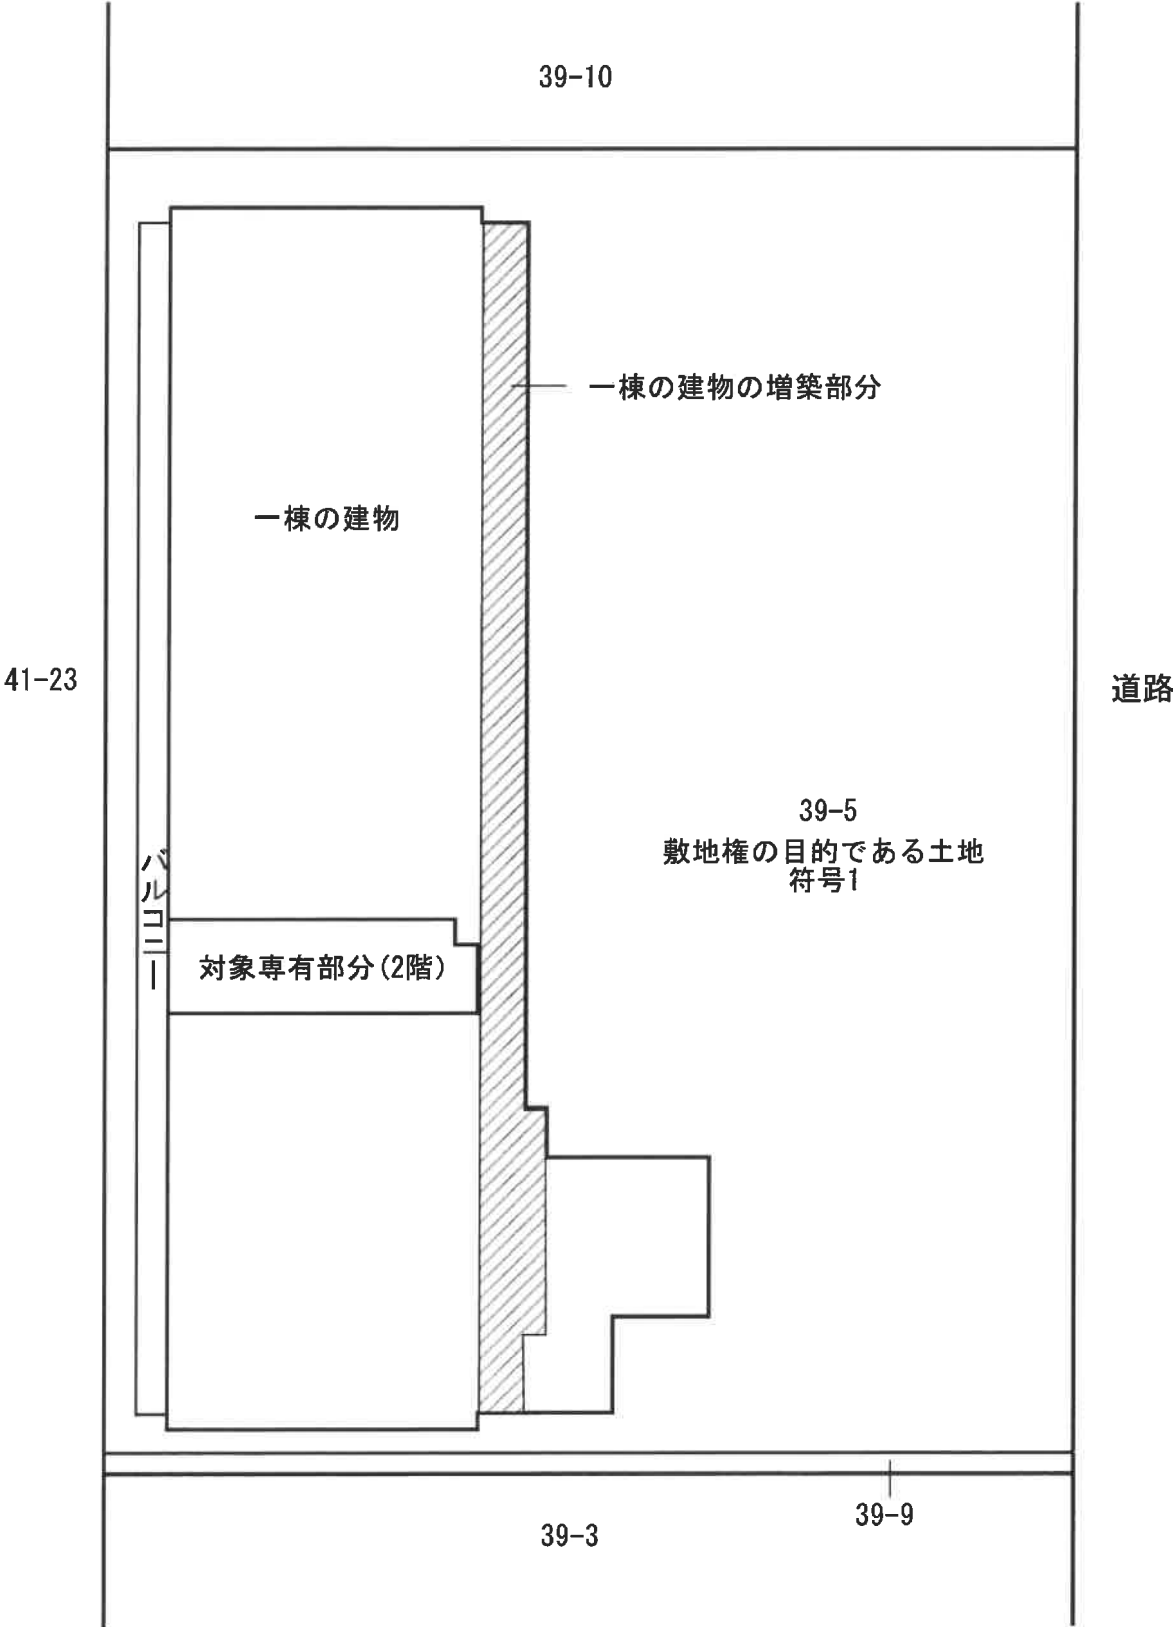 39-10
一棟の建物の増築部分
一棟の建物
41-23
道路
39-5
敷地権の目的である土地
符号1
バルコニー
対象専有部分(2階)
39-9
39-3